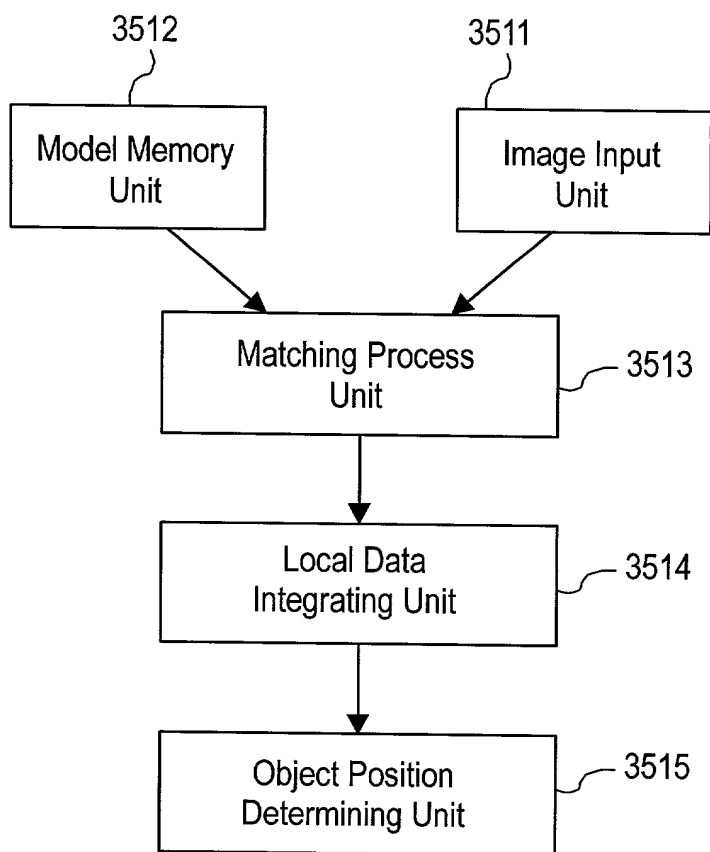 3512
3511
Model Memory
Unit
Image Input
Unit
Matching Process
Unit
3513
Local Data
Integrating Unit
3514
Object Position
Determining Unit
3515